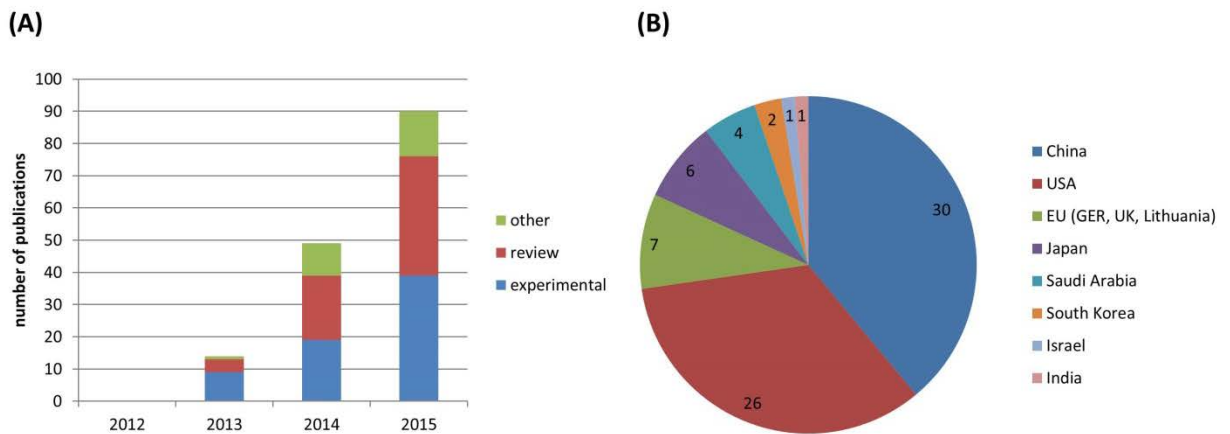 (A)
(B)
number of publications
100
90
80
70
60
50
40
30
20
10
0
2012
2013
2014
2015
other
review
experimental
30
26
7
6
4
2
1
1
China
USA
EU (GER, UK, Lithuania)
Japan
Saudi Arabia
South Korea
Israel
India